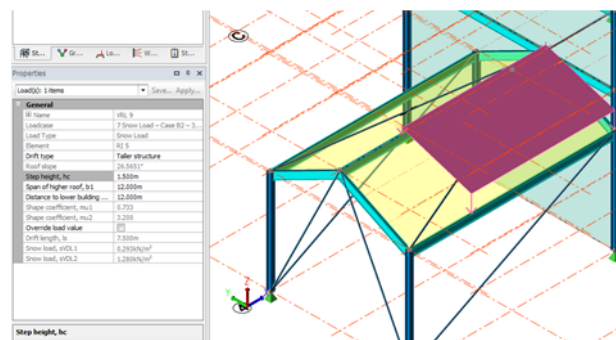 St...
Gr...
Lo...
W...
St...
Properties
Load(s): 1 items
Save...
Apply...
General
Name VRL 9
Loadcase 7 Snow Load – Case B2 – 3...
Load Type Snow Load
Element RI 5
Drift type Taller structure
Roof slope 26.5651°
Step height, hc 1.500m
Span of higher roof, b1 12.000m
Distance to lower building ... 12.000m
Shape coefficient, mu1 0.733
Shape coefficient, mu2 3.200
Override load value
Drift length, ls 7.500m
Snow load, sVDL1 0.293kN/m²
Snow load, sVDL2 1.280kN/m²
Step height, hc
C
Z
Y
A